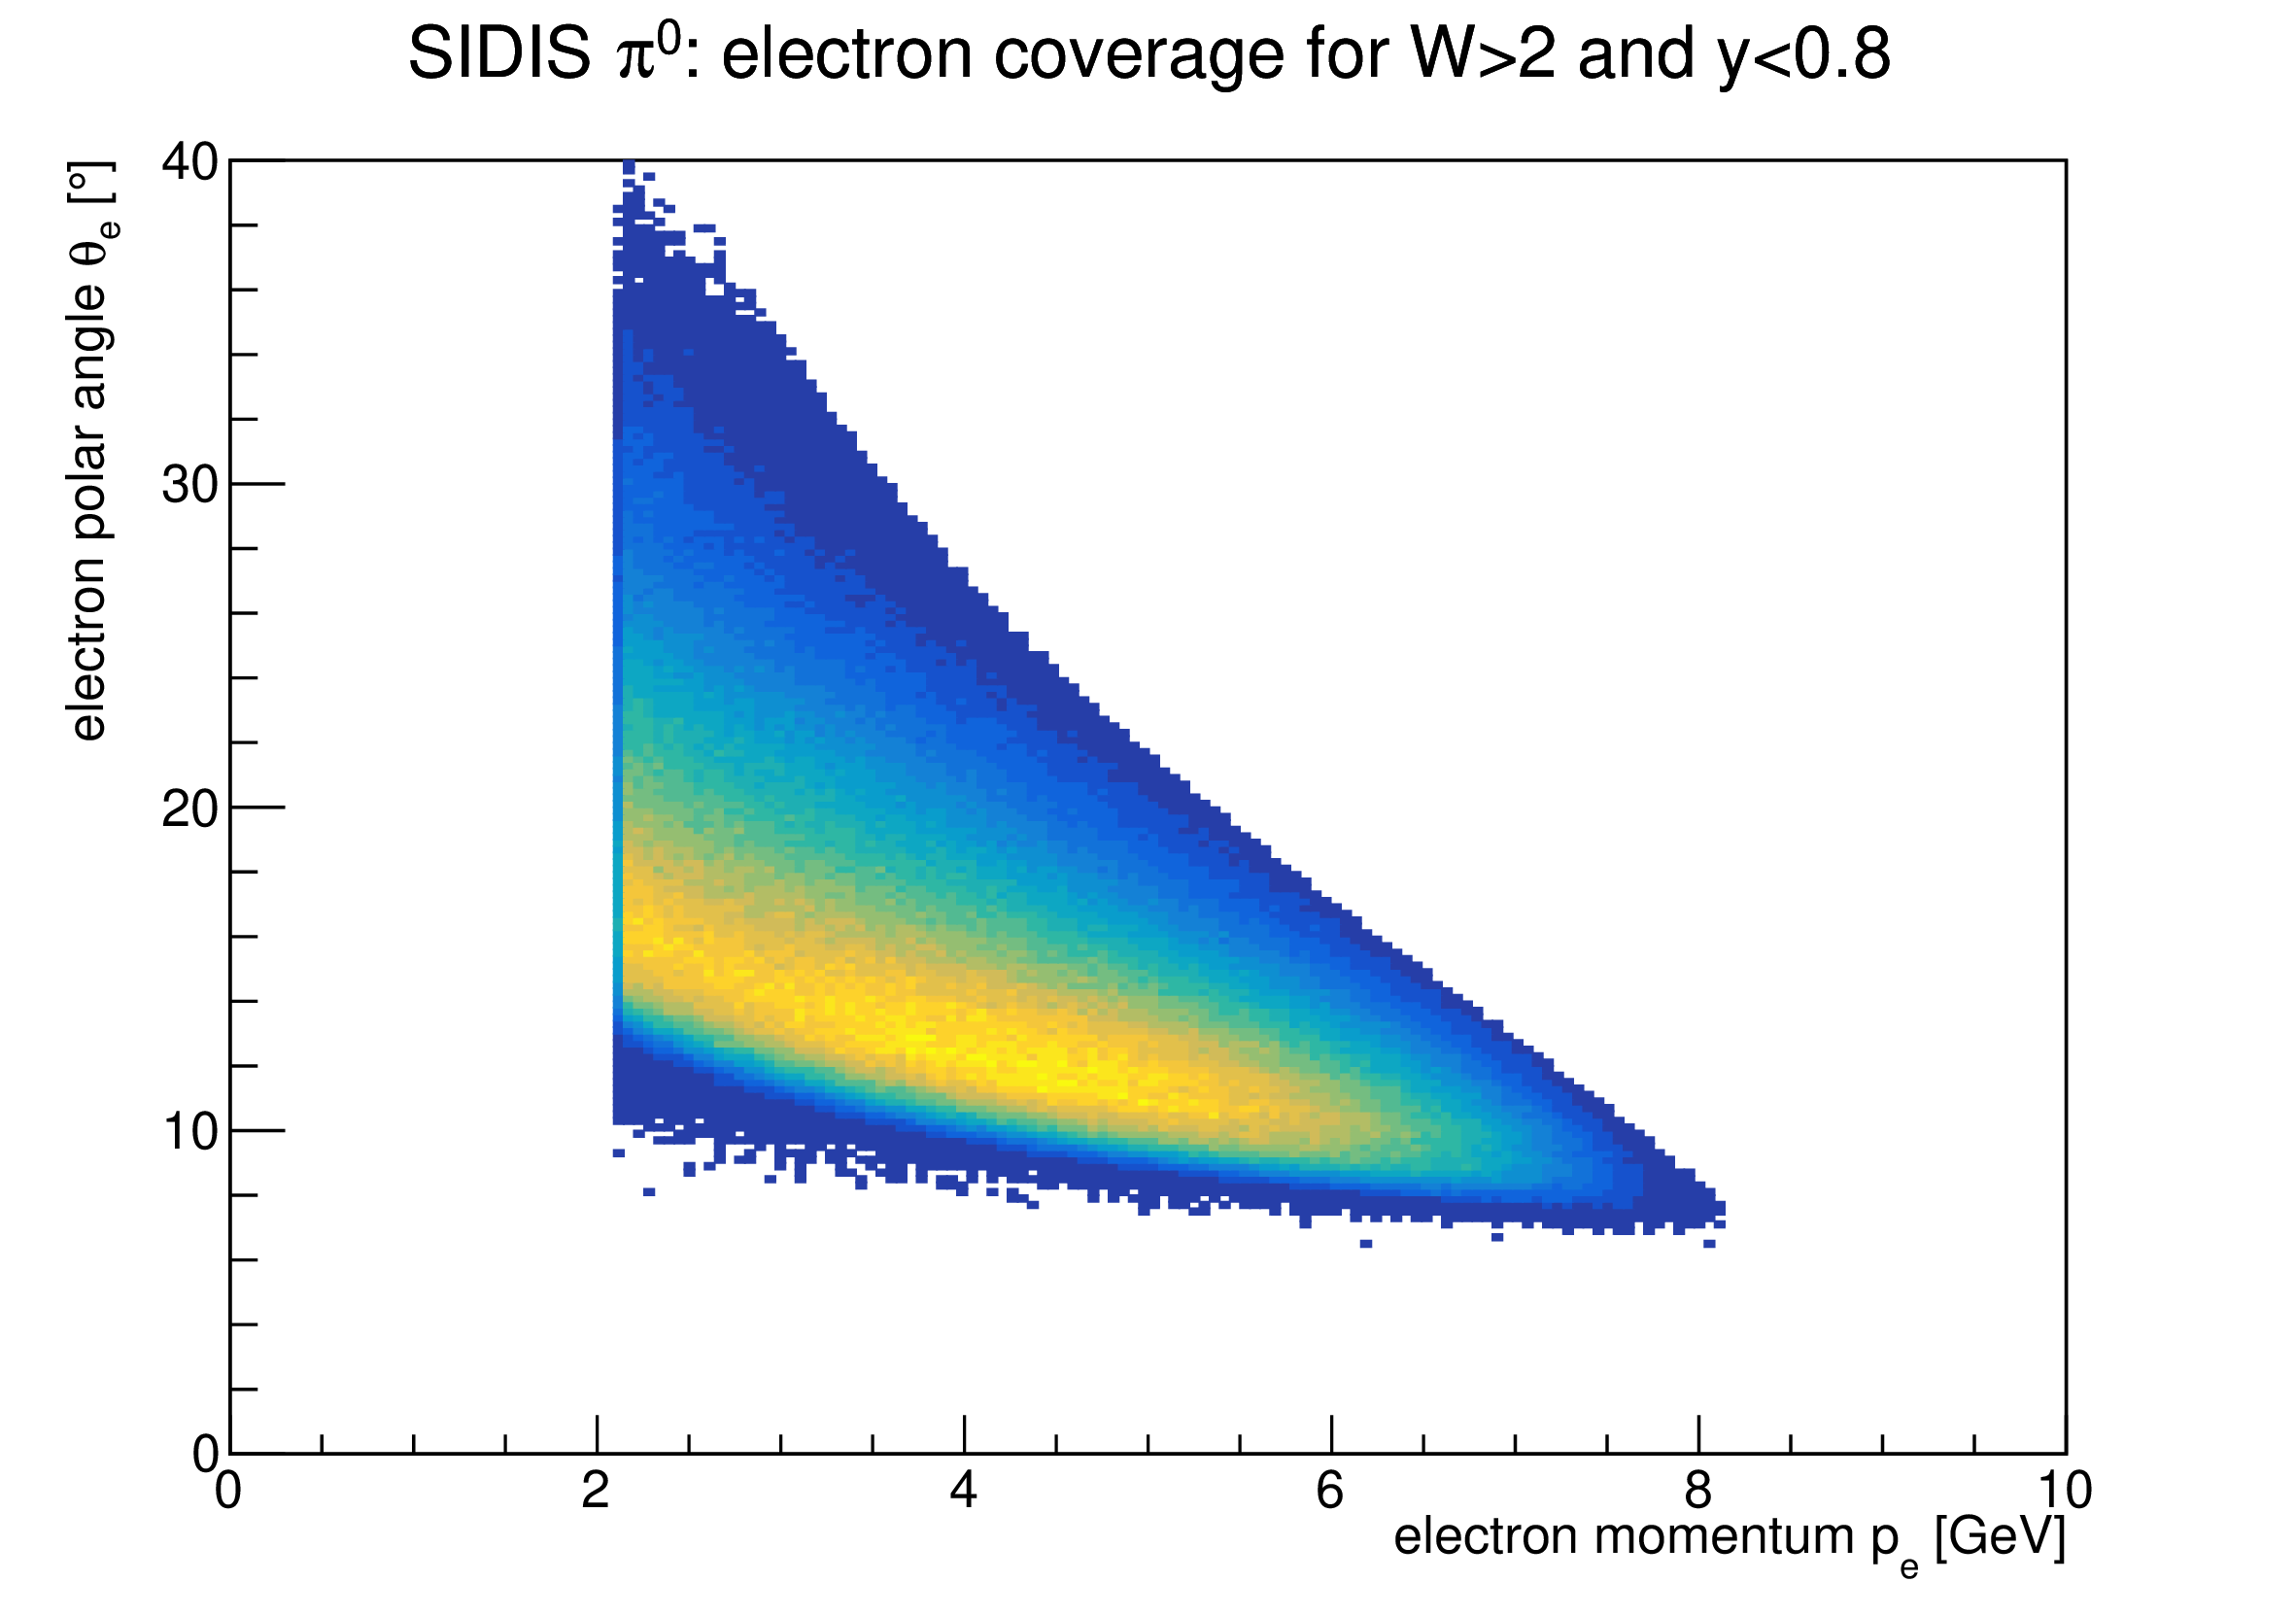 SIDIS π⁰: electron coverage for W>2 and y<0.8
electron polar angle θₑ [°]
40
30
20
10
0
0 2 4 6 8 10
electron momentum pₑ [GeV]